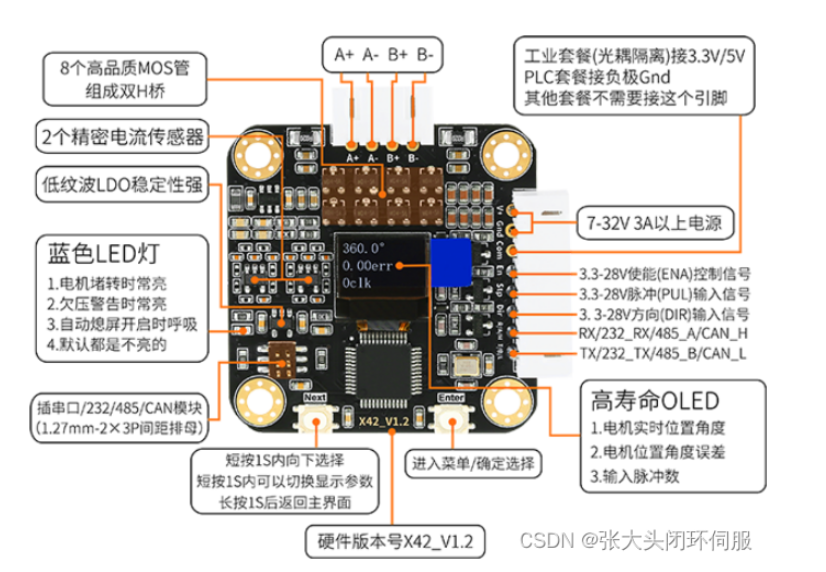 A+ A- B+ B-
8个高品质MOS管
组成双H桥
2个精密电流传感器
低纹波LDO稳定性强
蓝色LED灯
1.电机堵转时常亮
2.欠压警告时常亮
3.自动熄屏开启时呼吸
4.默认都是不亮的
插串口/232/485/CAN模块
(1.27mm-2×3P间距排母)
工业套餐(光耦隔离)接3.3V/5V
PLC套餐接负极Gnd
其他套餐不需要接这个引脚
7-32V 3A以上电源
3.3-28V使能(ENA)控制信号
3.3-28V脉冲(PUL)输入信号
3. 3-28V方向(DIR)输入信号
RX/232_RX/485_A/CAN_H
TX/232_TX/485_B/CAN_L
A+ A- B+ B-
V+
Gnd
Com
En
Stp
Dir
360.0°
0.00err
0clk
Next
Enter
X42_V1.2
高寿命OLED
1.电机实时位置角度
2.电机位置角度误差
3.输入脉冲数
短按1S内向下选择
短按1S内可以切换显示参数
长按1S后返回主界面
进入菜单/确定选择
硬件版本号X42_V1.2
CSDN @张大头闭环伺服